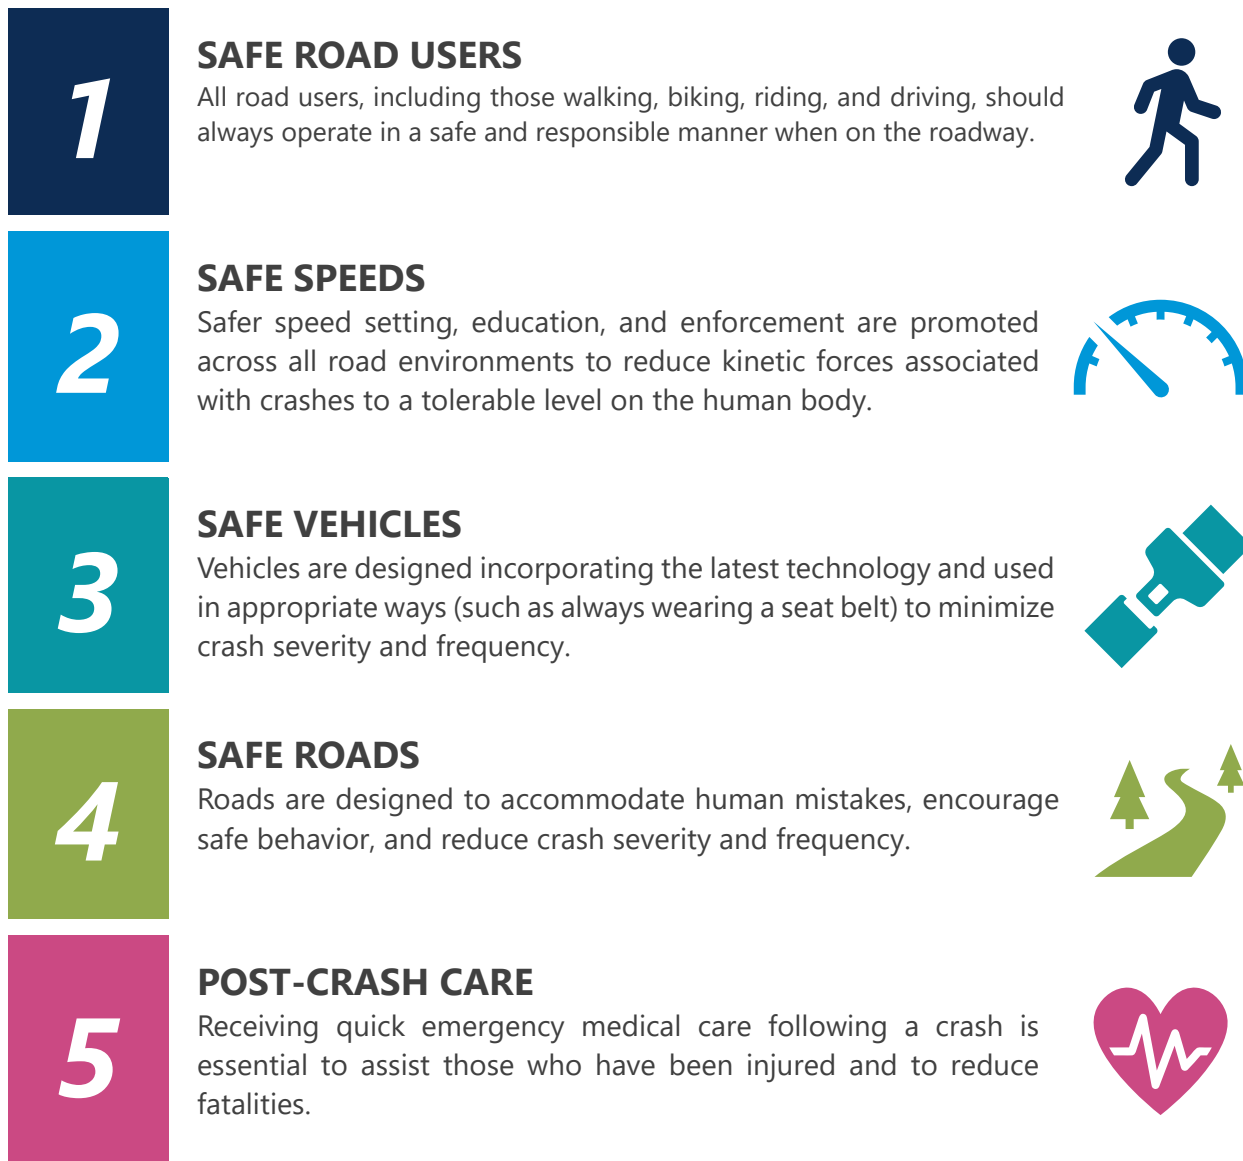 1
SAFE ROAD USERS
All road users, including those walking, biking, riding, and driving, should
always operate in a safe and responsible manner when on the roadway.
2
SAFE SPEEDS
Safer speed setting, education, and enforcement are promoted
across all road environments to reduce kinetic forces associated
with crashes to a tolerable level on the human body.
3
SAFE VEHICLES
Vehicles are designed incorporating the latest technology and used
in appropriate ways (such as always wearing a seat belt) to minimize
crash severity and frequency.
4
SAFE ROADS
Roads are designed to accommodate human mistakes, encourage
safe behavior, and reduce crash severity and frequency.
5
POST-CRASH CARE
Receiving quick emergency medical care following a crash is
essential to assist those who have been injured and to reduce
fatalities.